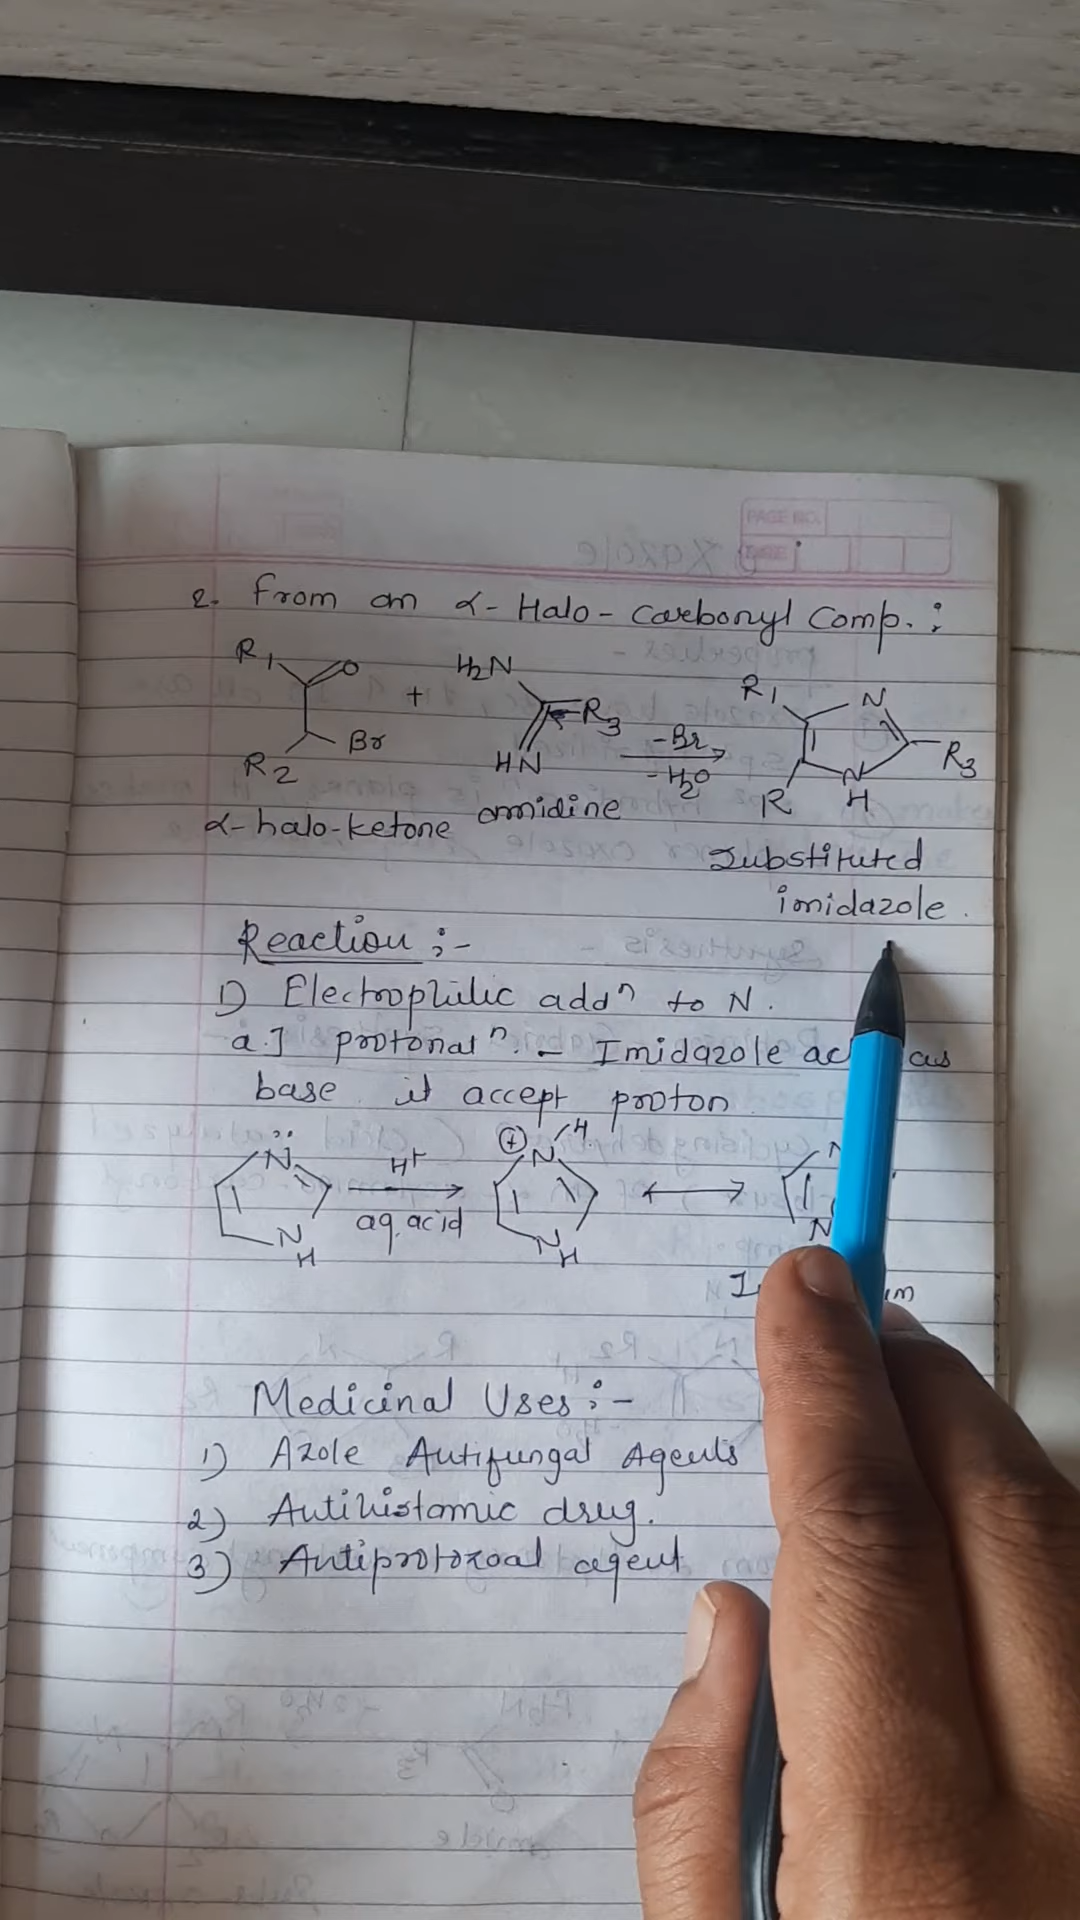 PAGE NO.
2. From an α-Halo-Carbonyl Comp. :
R1 O H2N R1 N
+ R3 -Br R3
R2 Br HN -H2O R N H
α-halo-ketone amidine
Substituted
imidazole.
Reaction :-
1) Electrophilic addⁿ to N.
a.] protonatⁿ. - Imidazole as
base it accept proton.
N H+ ⊕ N H
N H aq. acid N H N
Medicinal Uses :-
1) Azole Antifungal Agents
2) Antihistamic drug.
3) Antiprotozoal agent